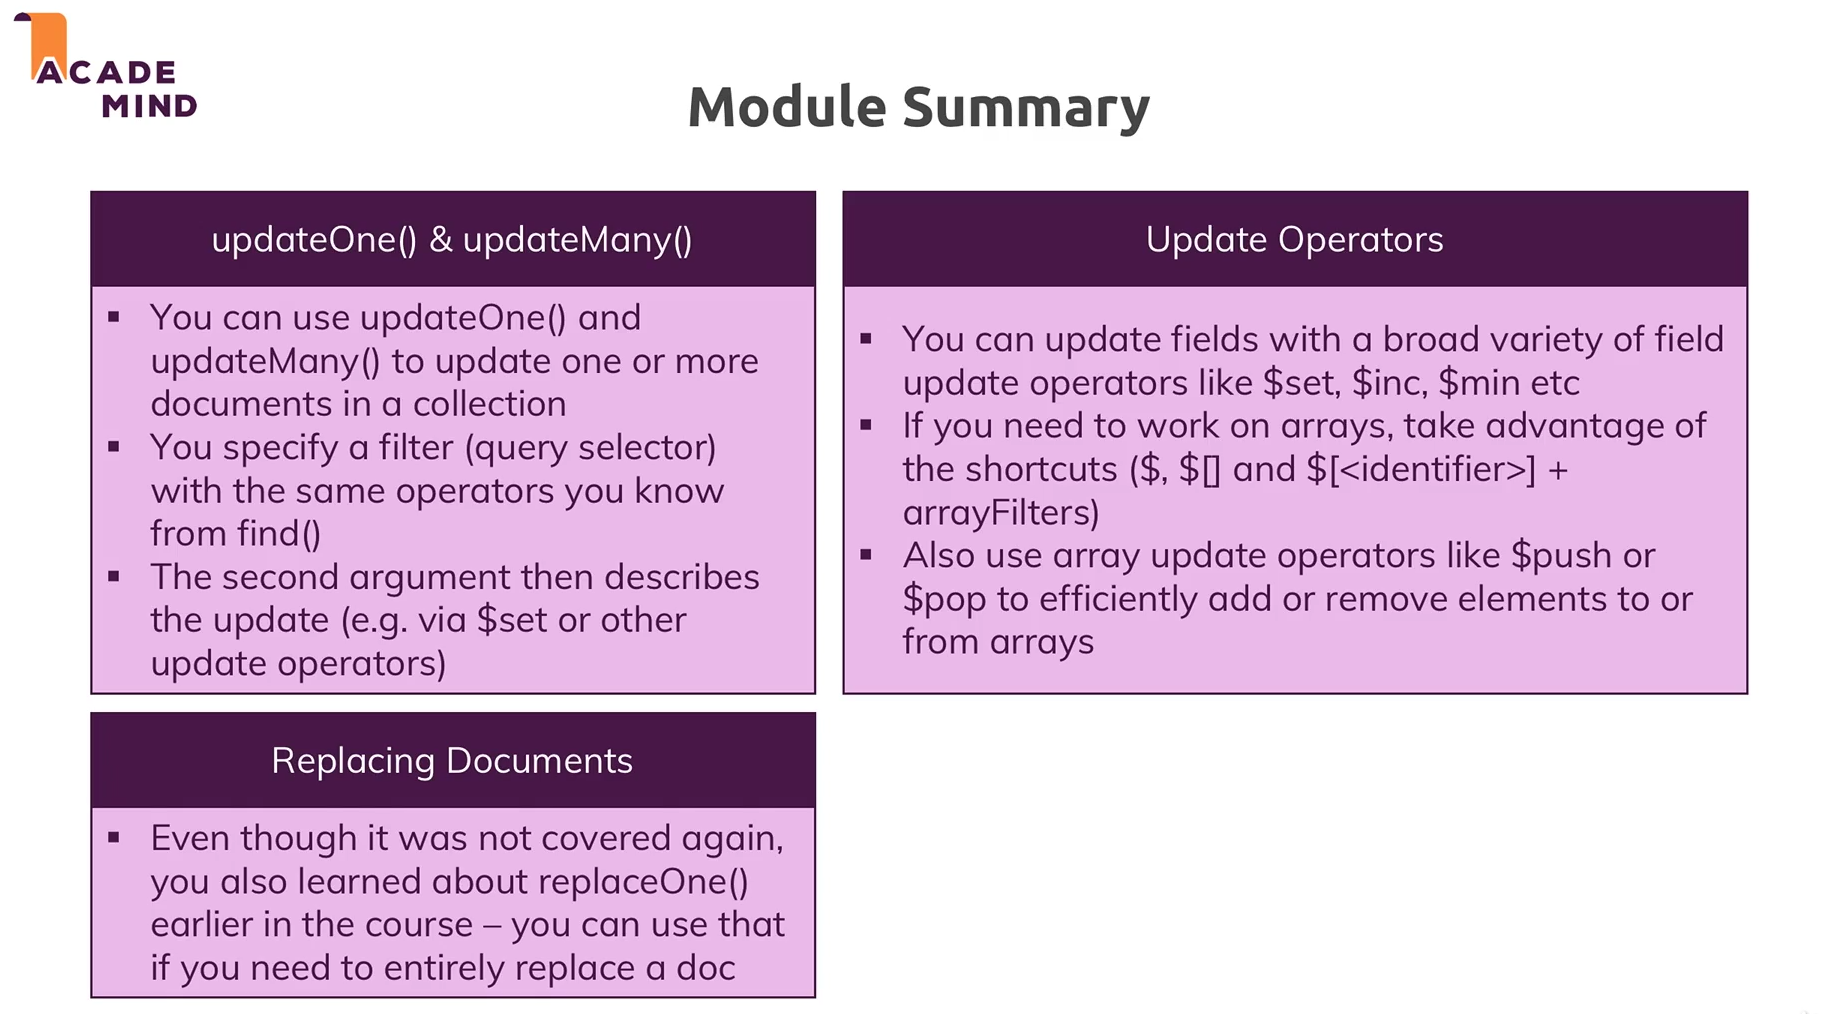 ACADE
MIND
Module Summary
updateOne() & updateMany()
▪ You can use updateOne() and
updateMany() to update one or more
documents in a collection
▪ You specify a filter (query selector)
with the same operators you know
from find()
▪ The second argument then describes
the update (e.g. via $set or other
update operators)
Update Operators
▪ You can update fields with a broad variety of field
update operators like $set, $inc, $min etc
▪ If you need to work on arrays, take advantage of
the shortcuts ($, $[] and $[<identifier>] +
arrayFilters)
▪ Also use array update operators like $push or
$pop to efficiently add or remove elements to or
from arrays
Replacing Documents
▪ Even though it was not covered again,
you also learned about replaceOne()
earlier in the course – you can use that
if you need to entirely replace a doc